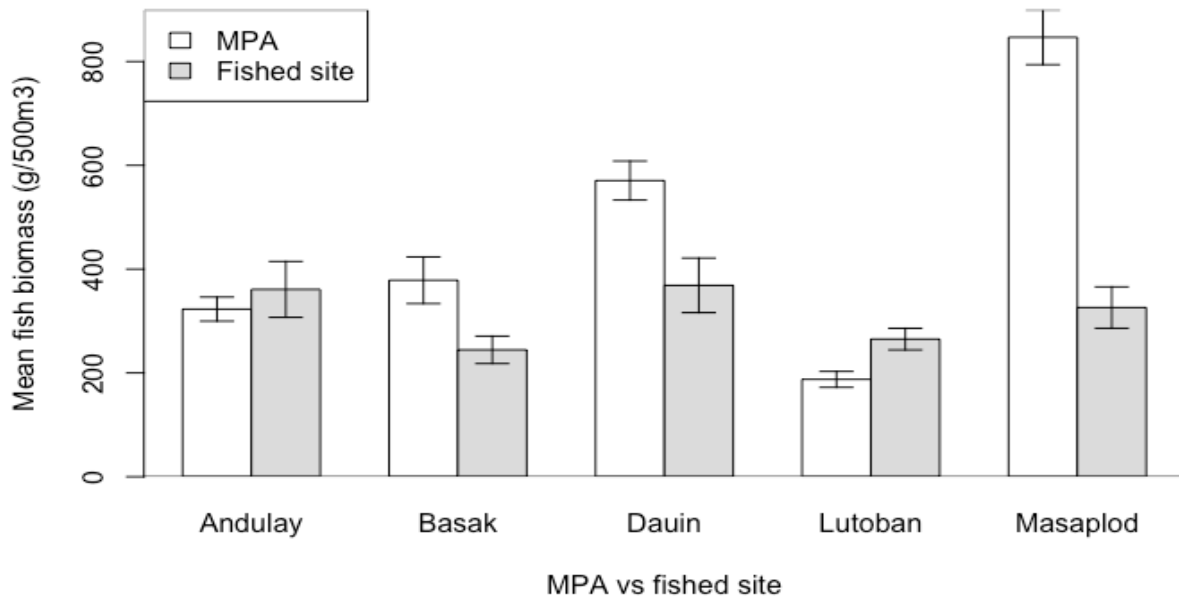 MPA
Fished site
Mean fish biomass (g/500m3)
800
600
400
200
0
Andulay Basak Dauin Lutoban Masaplod
MPA vs fished site